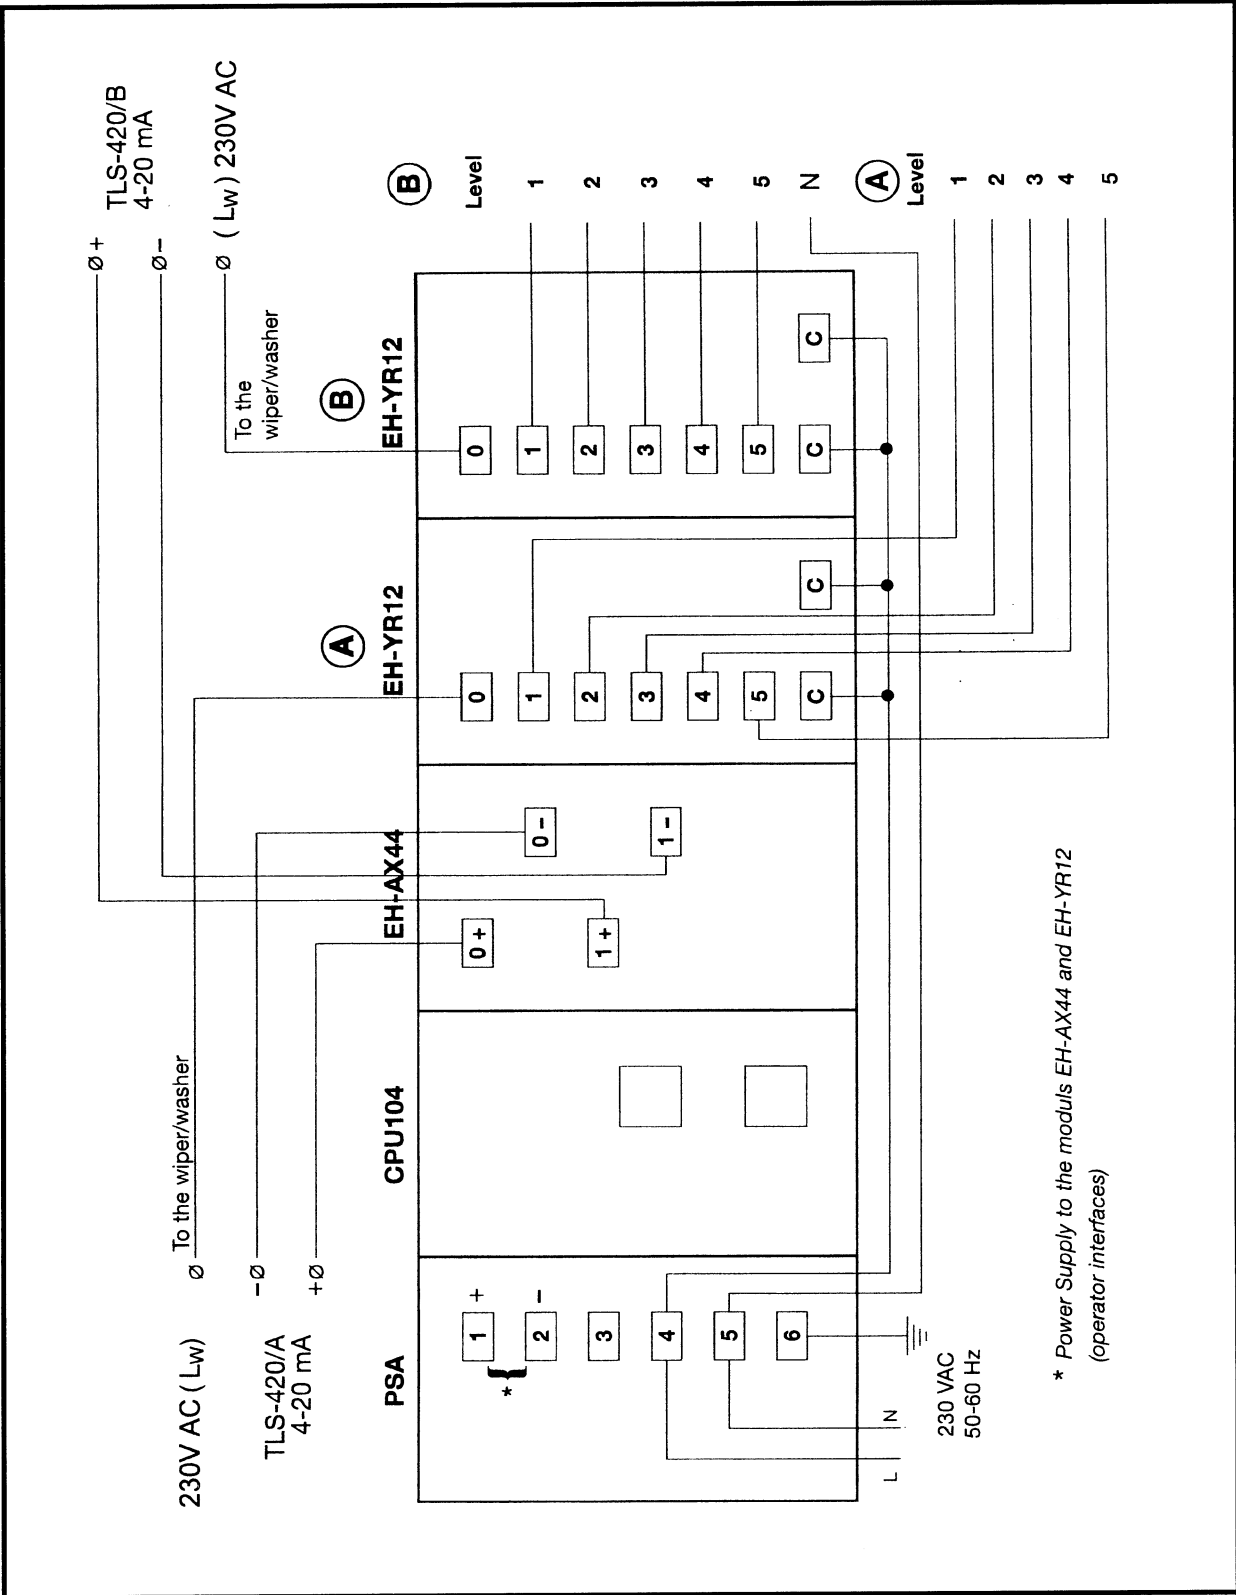 TLS-420/B
4-20 mA
Ø +
Ø –
Ø ( Lw ) 230V AC
To the
wiper/washer
To the wiper/washer
230V AC ( Lw)
Ø
– Ø
TLS-420/A
4-20 mA
+ Ø
PSA
CPU104
EH-AX44
A
EH-YR12
B
EH-YR12
B
1 +
2 –
*
3
4
5
6
0 +
0 –
1 +
1 –
0
1
2
3
4
5
C
C
0
1
2
3
4
5
C
C
Level
1
2
3
4
5
N
A
Level
1
2
3
4
5
L
N
230 VAC
50-60 Hz
* Power Supply to the moduls EH-AX44 and EH-YR12
(operator interfaces)